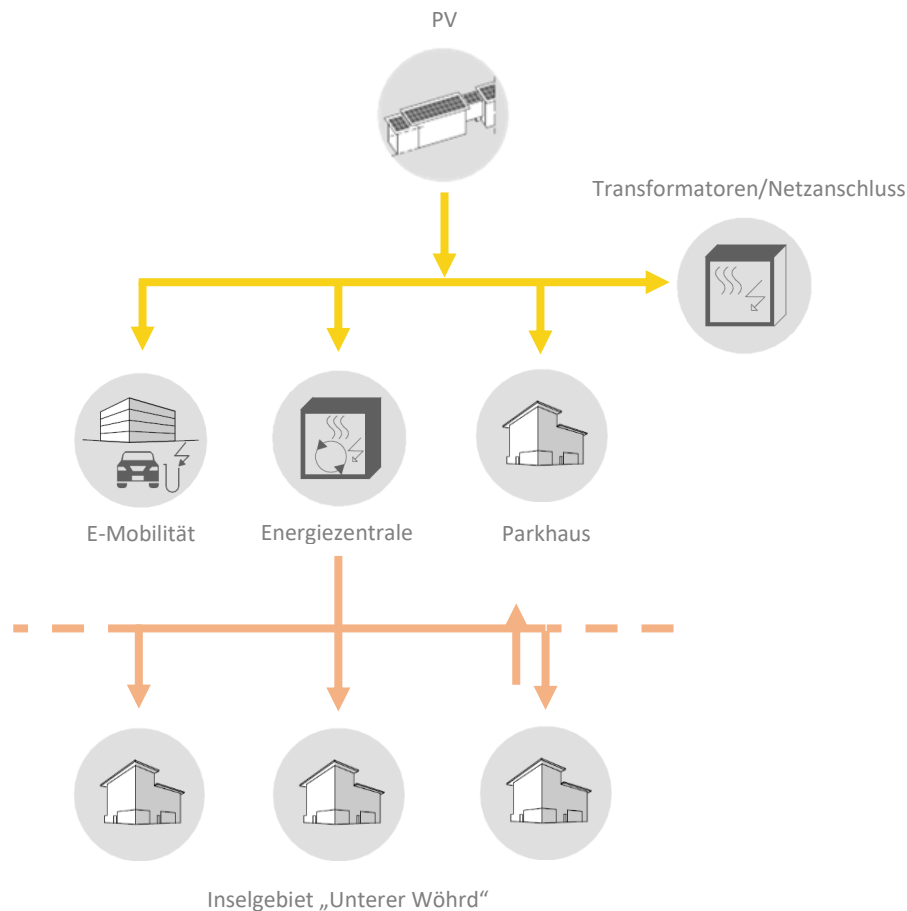 PV
Transformatoren/Netzanschluss
E-Mobilität
Energiezentrale
Parkhaus
Inselgebiet „Unterer Wöhrd“